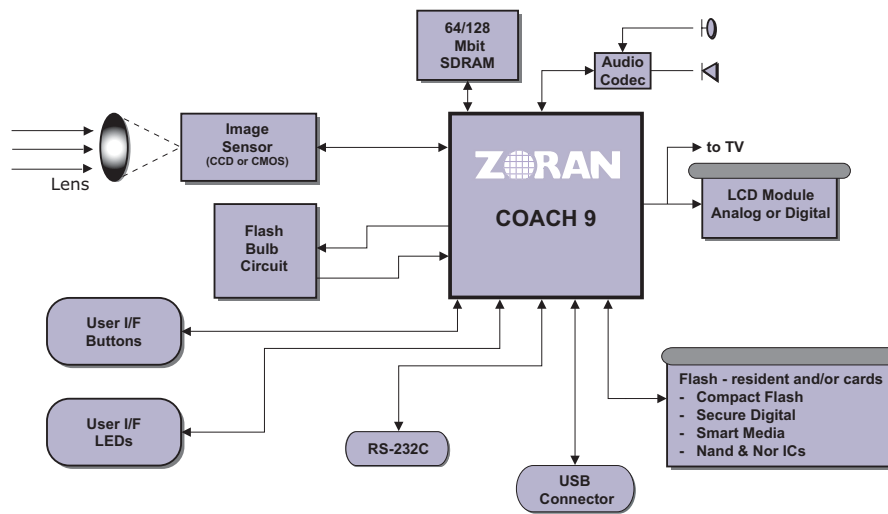 64/128
Mbit
SDRAM
Audio
Codec
Image
Sensor
(CCD or CMOS)
Lens
to TV
ZORAN
COACH 9
LCD Module
Analog or Digital
Flash
Bulb
Circuit
User I/F
Buttons
User I/F
LEDs
RS-232C
USB
Connector
Flash - resident and/or cards
- Compact Flash
- Secure Digital
- Smart Media
- Nand & Nor ICs